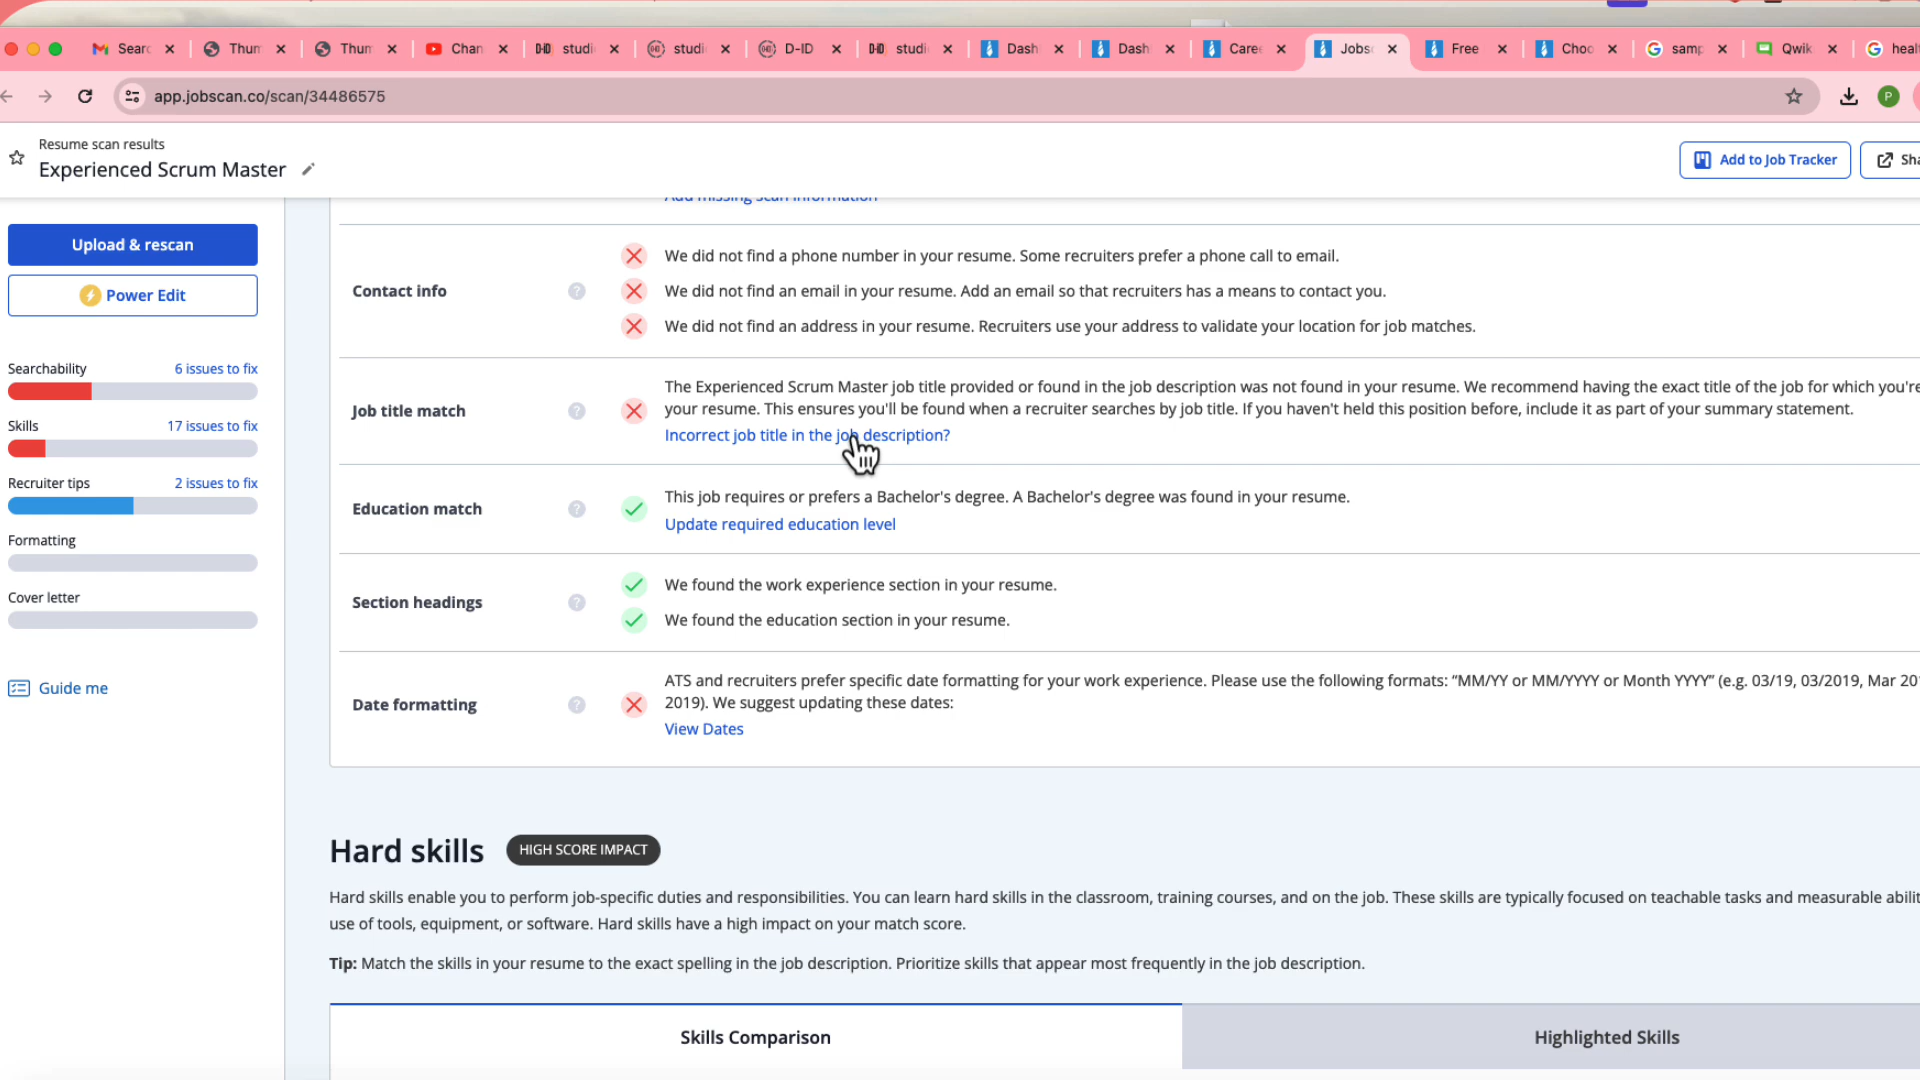 Searc
Thum
Thum
Chan
D-ID studi
studi
D-ID
D-ID studi
Dash
Dash
Care
Jobsc
Free
Choo
samp
Qwik
heal
app.jobscan.co/scan/34486575
P
Resume scan results
Experienced Scrum Master
Add to Job Tracker
Sha
Upload & rescan
Power Edit
Searchability 6 issues to fix
Skills 17 issues to fix
Recruiter tips 2 issues to fix
Formatting
Cover letter
Guide me
Add missing scan information
Contact info
?
We did not find a phone number in your resume. Some recruiters prefer a phone call to email.
We did not find an email in your resume. Add an email so that recruiters has a means to contact you.
We did not find an address in your resume. Recruiters use your address to validate your location for job matches.
Job title match
?
The Experienced Scrum Master job title provided or found in the job description was not found in your resume. We recommend having the exact title of the job for which you're
your resume. This ensures you'll be found when a recruiter searches by job title. If you haven't held this position before, include it as part of your summary statement.
Incorrect job title in the job description?
Education match
?
This job requires or prefers a Bachelor's degree. A Bachelor's degree was found in your resume.
Update required education level
Section headings
?
We found the work experience section in your resume.
We found the education section in your resume.
Date formatting
?
ATS and recruiters prefer specific date formatting for your work experience. Please use the following formats: "MM/YY or MM/YYYY or Month YYYY" (e.g. 03/19, 03/2019, Mar 20
2019). We suggest updating these dates:
View Dates
Hard skills HIGH SCORE IMPACT
Hard skills enable you to perform job-specific duties and responsibilities. You can learn hard skills in the classroom, training courses, and on the job. These skills are typically focused on teachable tasks and measurable abilit
use of tools, equipment, or software. Hard skills have a high impact on your match score.
Tip: Match the skills in your resume to the exact spelling in the job description. Prioritize skills that appear most frequently in the job description.
Skills Comparison
Highlighted Skills